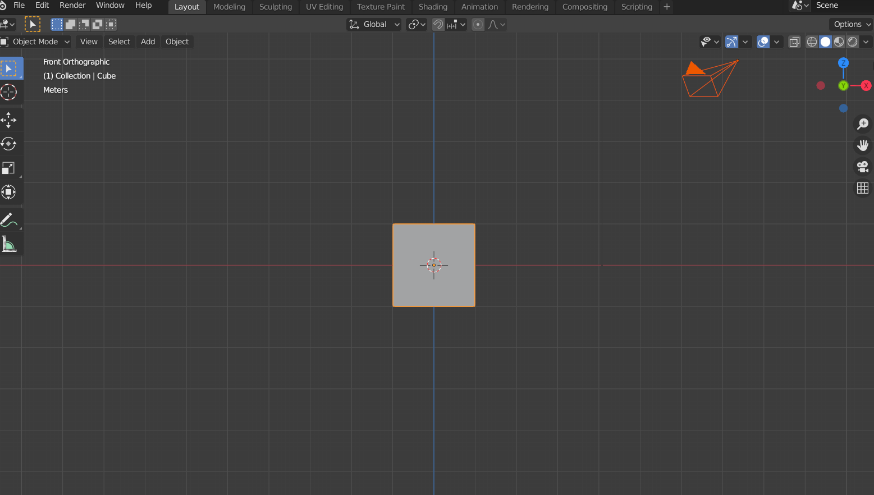 File Edit Render Window Help Layout Modeling Sculpting UV Editing Texture Paint Shading Animation Rendering Compositing Scripting + Scene
Global Options
Object Mode View Select Add Object
Front Orthographic
(1) Collection | Cube
Meters
Z
Y X